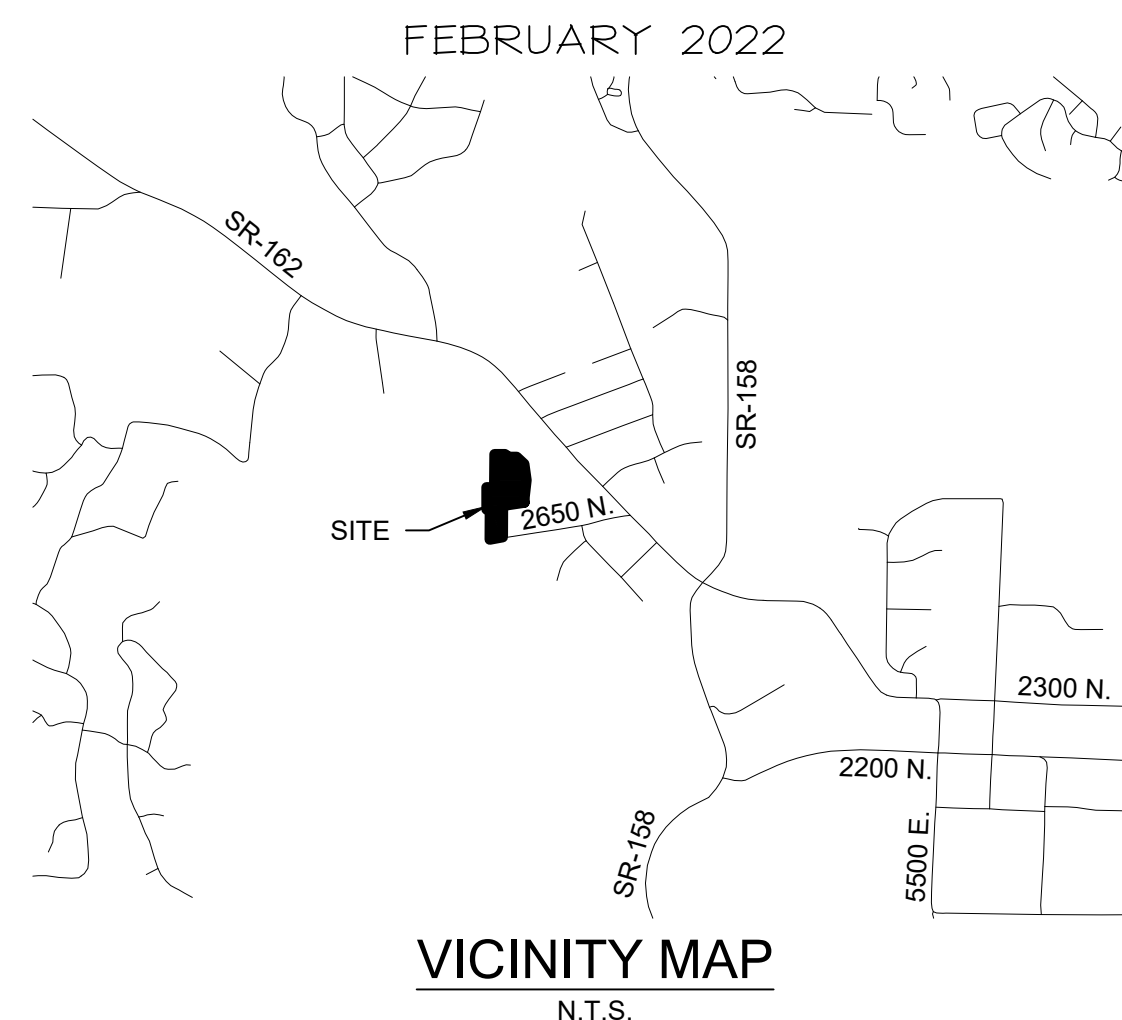 FEBRUARY 2022
SR-162
SR-158
SITE
2650 N.
2300 N.
2200 N.
SR-158
5500 E.
VICINITY MAP
N.T.S.